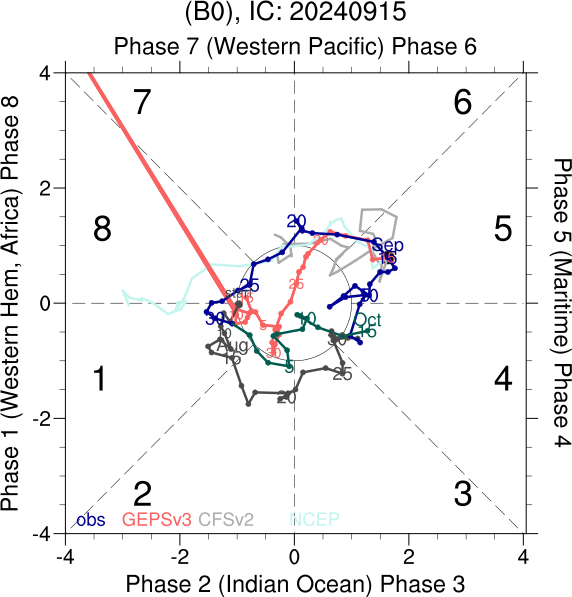 (B0), IC: 20240915
Phase 7 (Western Pacific) Phase 6
Phase 1 (Western Hem, Africa) Phase 8
Phase 5 (Maritime) Phase 4
4
2
0
-2
-4
7
6
8
5
1
4
2
3
20
Sep
15
25
30
start
25
5
30
10
Oct
5
Aug
15
5
25
20
obs GEPSv3 CFSv2 NCEP
-4 -2 0 2 4
Phase 2 (Indian Ocean) Phase 3